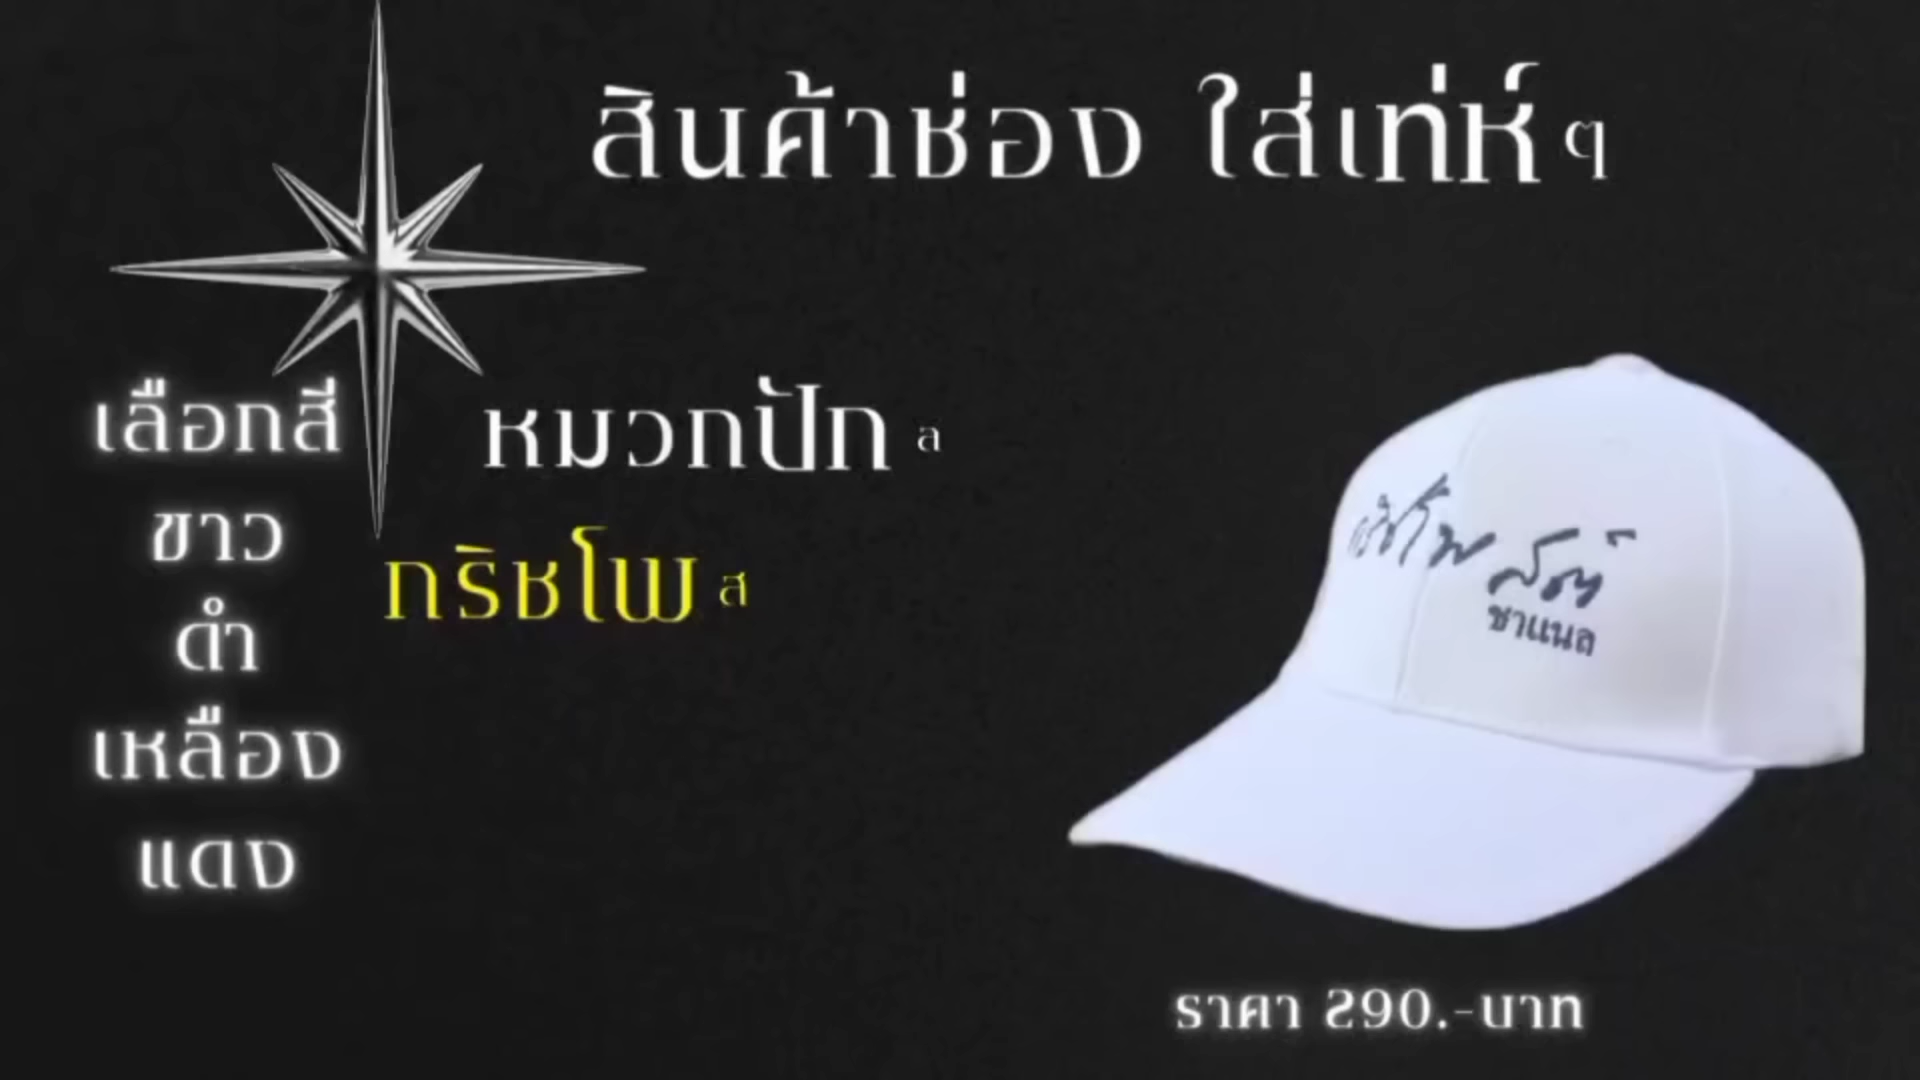 สินค้าช่อง ใส่เท่ห์ ๆ
เลือกสี
ขาว
ดำ
เหลือง
แดง
หมวกปัก ล
กริชโพ ส
ชาแนล
ราคา 290.-บาท